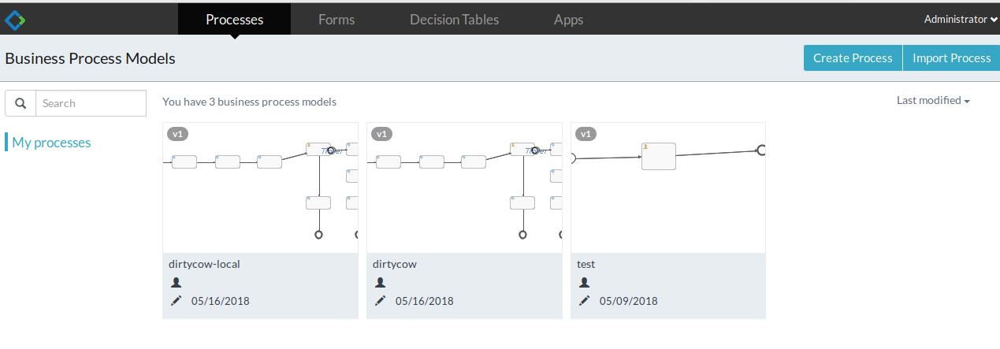 Processes Forms Decision Tables Apps Administrator
Business Process Models Create Process Import Process
Search You have 3 business process models Last modified
My processes
v1 v1 v1
Timer Timer
dirtycow-local dirtycow test
05/16/2018 05/16/2018 05/09/2018